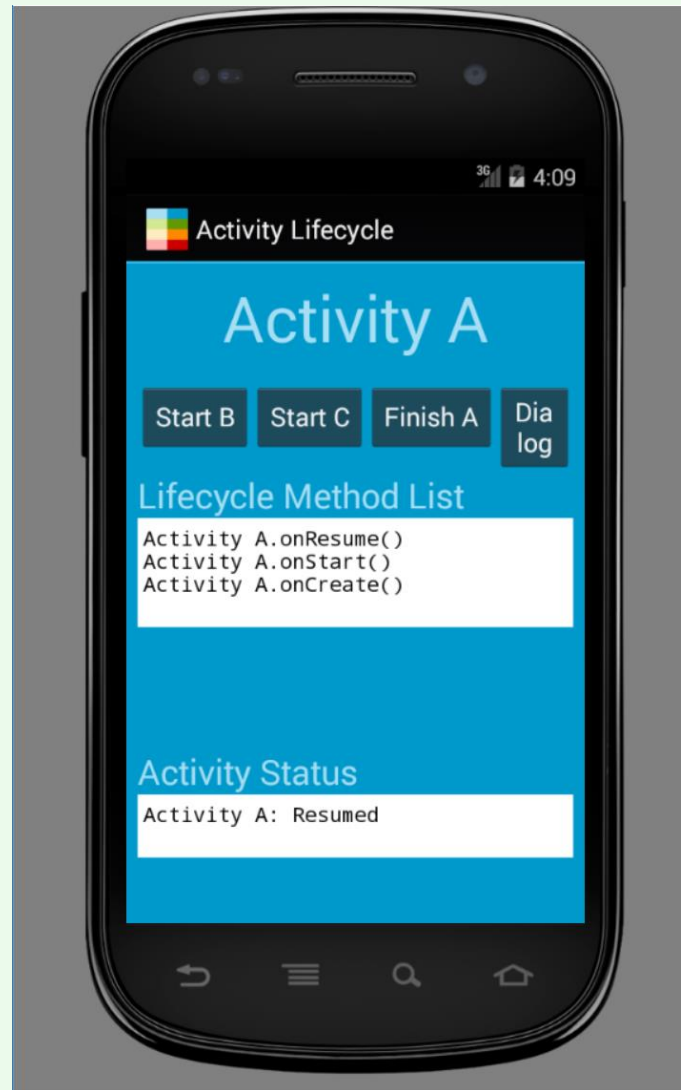 3G 4:09
Activity Lifecycle
Activity A
Start B Start C Finish A Dia
log
Lifecycle Method List
Activity A.onResume()
Activity A.onStart()
Activity A.onCreate()
Activity Status
Activity A: Resumed